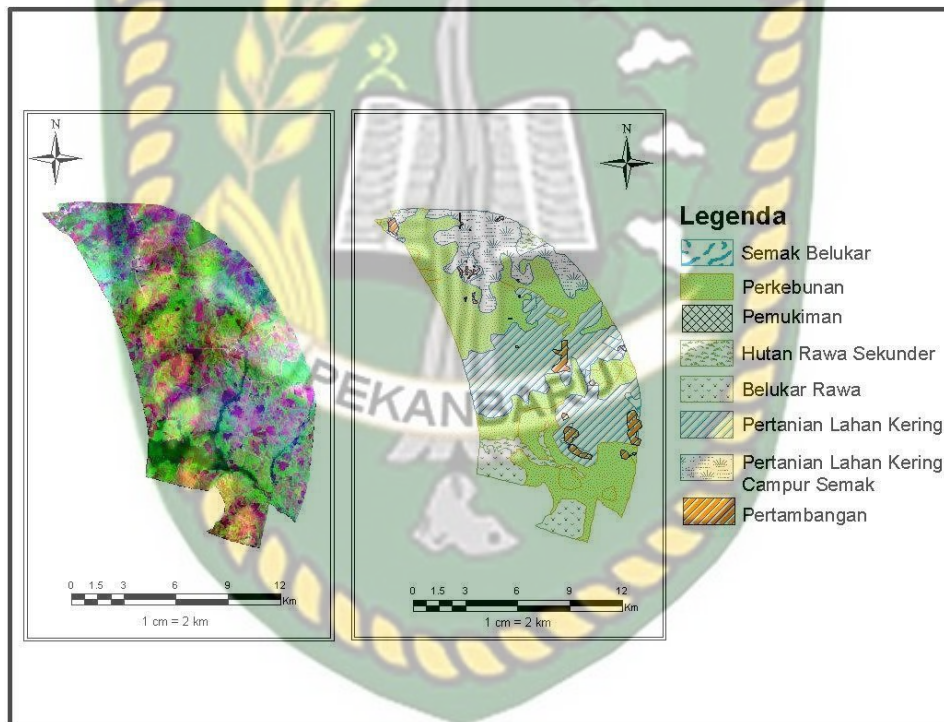 N
0 1.5 3 6 9 12
Km
1 cm = 2 km
N
0 1.5 3 6 9 12
Km
1 cm = 2 km
PEKANBARU
Legenda
Semak Belukar
Perkebunan
Pemukiman
Hutan Rawa Sekunder
Belukar Rawa
Pertanian Lahan Kering
Pertanian Lahan Kering
Campur Semak
Pertambangan